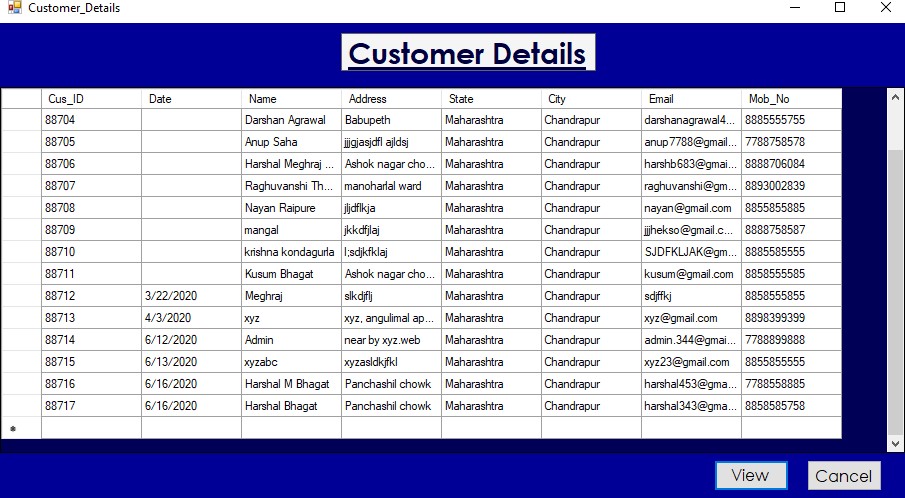 Customer_Details
Customer Details
Cus_ID Date Name Address State City Email Mob_No
88704 Darshan Agrawal Babupeth Maharashtra Chandrapur darshanagrawal4... 8885555755
88705 Anup Saha jjjgjasjdfl ajldsj Maharashtra Chandrapur anup7788@gmail... 7788758578
88706 Harshal Meghraj ... Ashok nagar cho... Maharashtra Chandrapur harshb683@gmai... 8888706084
88707 Raghuvanshi Th... manoharlal ward Maharashtra Chandrapur raghuvanshi@gm... 8893002839
88708 Nayan Raipure jljdflkja Maharashtra Chandrapur nayan@gmail.com 8855855885
88709 mangal jkkdfjlaj Maharashtra Chandrapur jjjhekso@gmail.c... 8888758587
88710 krishna kondagurla l;sdjkfklaj Maharashtra Chandrapur SJDFKLJAK@gm... 8885585555
88711 Kusum Bhagat Ashok nagar cho... Maharashtra Chandrapur kusum@gmail.com 8858555585
88712 3/22/2020 Meghraj slkdjflj Maharashtra Chandrapur sdjffkj 8858555855
88713 4/3/2020 xyz xyz, angulimal ap... Maharashtra Chandrapur xyz@gmail.com 8898399399
88714 6/12/2020 Admin near by xyz.web Maharashtra Chandrapur admin.344@gmai... 7788899888
88715 6/13/2020 xyzabc xyzasldkjfkl Maharashtra Chandrapur xyz23@gmail.com 8855855555
88716 6/16/2020 Harshal M Bhagat Panchashil chowk Maharashtra Chandrapur harshal453@gma... 7788558885
88717 6/16/2020 Harshal Bhagat Panchashil chowk Maharashtra Chandrapur harshal343@gma... 8858585758
View Cancel